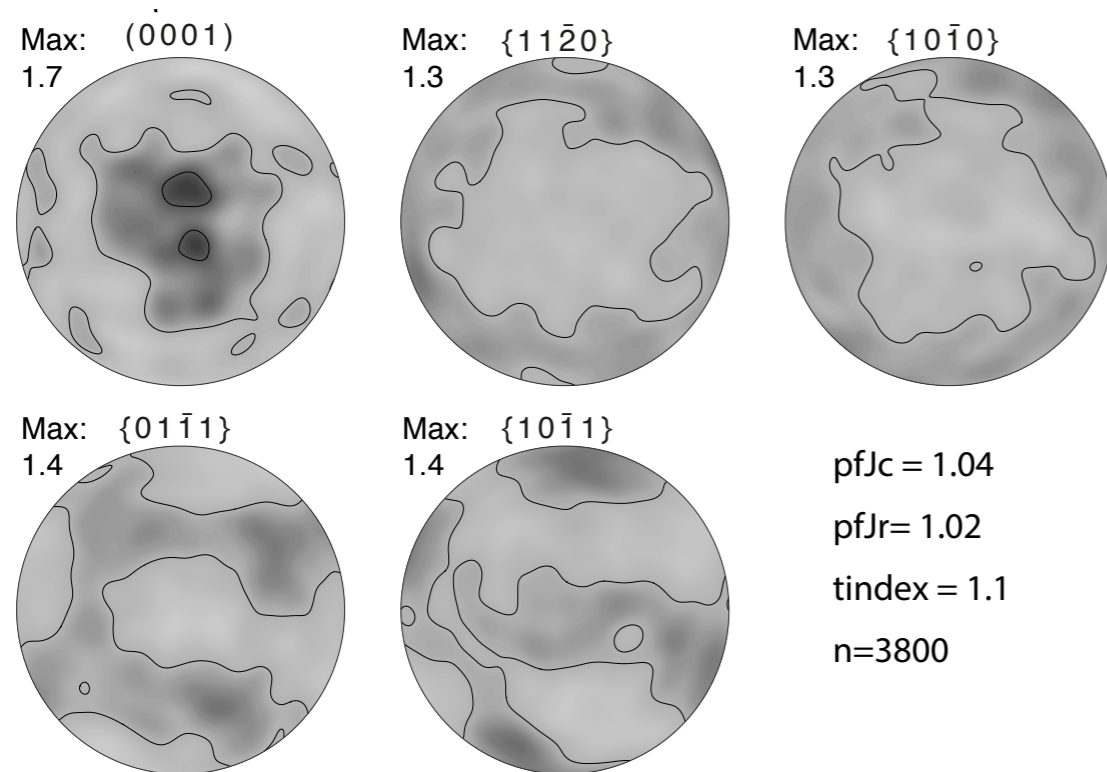 Max: (0001)
1.7
Max: {112̄0}
1.3
Max: {101̄0}
1.3
Max: {011̄1}
1.4
Max: {101̄1}
1.4
pfJc = 1.04
pfJr= 1.02
tindex = 1.1
n=3800